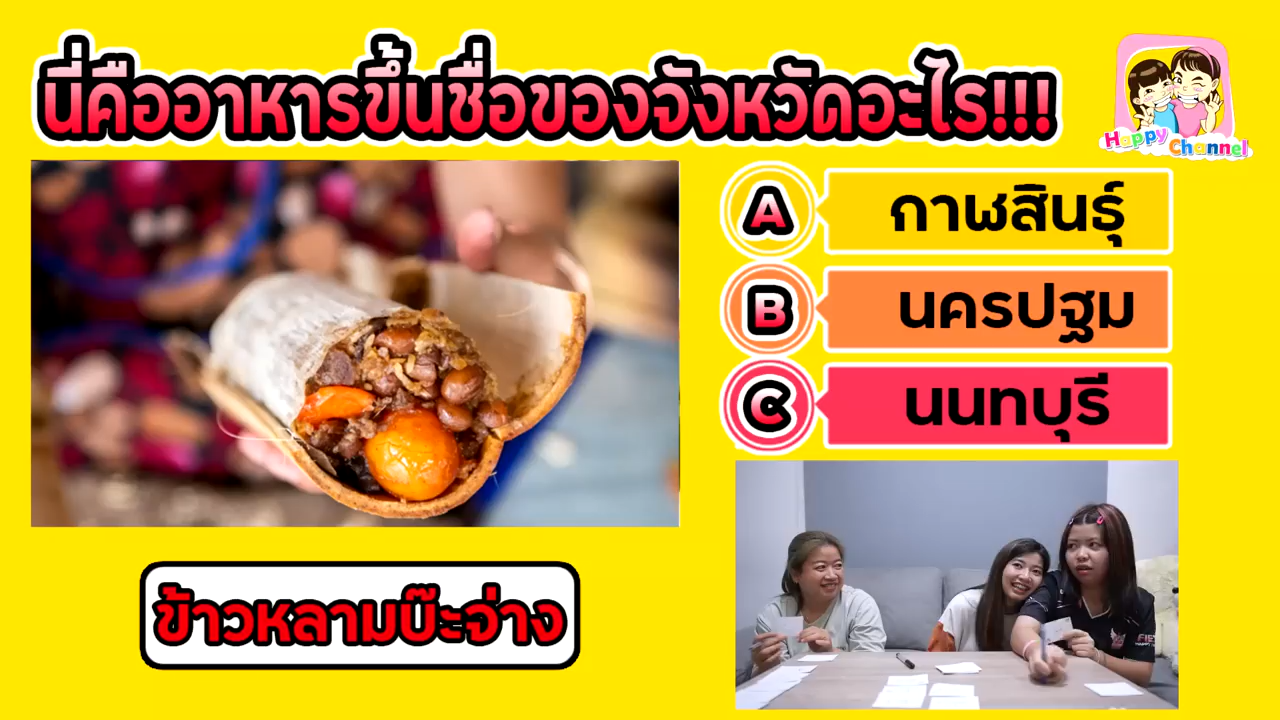 นี่คืออาหารขึ้นชื่อของจังหวัดอะไร!!!
Happy
Channel
A
กาฬสินธุ์
B
นครปฐม
C
นนทบุรี
ข้าวหลามบ๊ะจ่าง